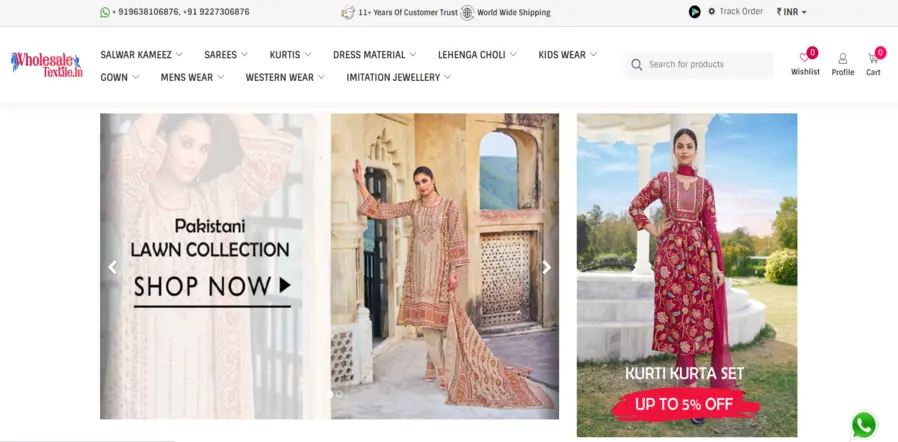 + 919638106876, +91 9227306876
11+ Years Of Customer Trust
World Wide Shipping
Track Order
₹ INR
Wholesale
Textile.In
SALWAR KAMEEZ
SAREES
KURTIS
DRESS MATERIAL
LEHENGA CHOLI
KIDS WEAR
GOWN
MENS WEAR
WESTERN WEAR
IMITATION JEWELLERY
Search for products
0
Wishlist
Profile
0
Cart
Pakistani
LAWN COLLECTION
SHOP NOW
KURTI KURTA SET
UP TO 5% OFF